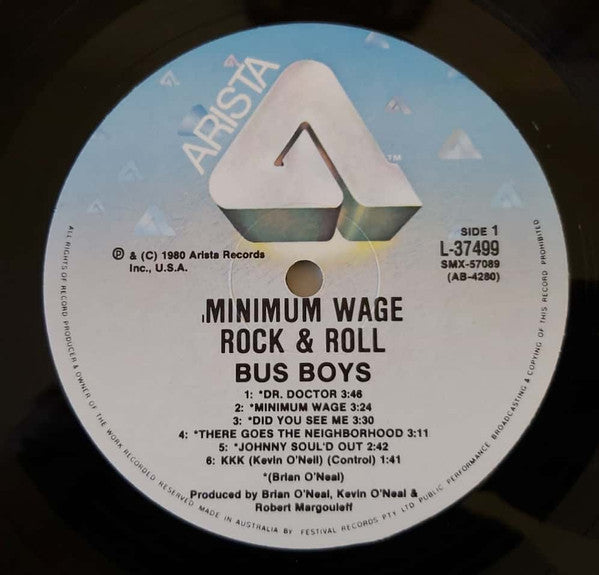 ARISTA
TM
SIDE 1
L-37499
SMX-57089
(AB-4280)
℗ & (C) 1980 Arista Records
Inc., U.S.A.
MINIMUM WAGE
ROCK & ROLL
BUS BOYS
1: *DR. DOCTOR 3:46
2: *MINIMUM WAGE 3:24
3: *DID YOU SEE ME 3:30
4: *THERE GOES THE NEIGHBORHOOD 3:11
5: *JOHNNY SOUL'D OUT 2:42
6: KKK (Kevin O'Neil) (Control) 1:41
*(Brian O'Neal)
Produced by Brian O'Neal, Kevin O'Neal &
Robert Margouleff
ALL RIGHTS OF RECORD PRODUCER & OWNER OF THE WORK RECORDED RESERVED. MADE IN AUSTRALIA BY FESTIVAL RECORDS PTY LTD PUBLIC PERFORMANCE BROADCASTING & COPYING OF THIS RECORD PROHIBITED